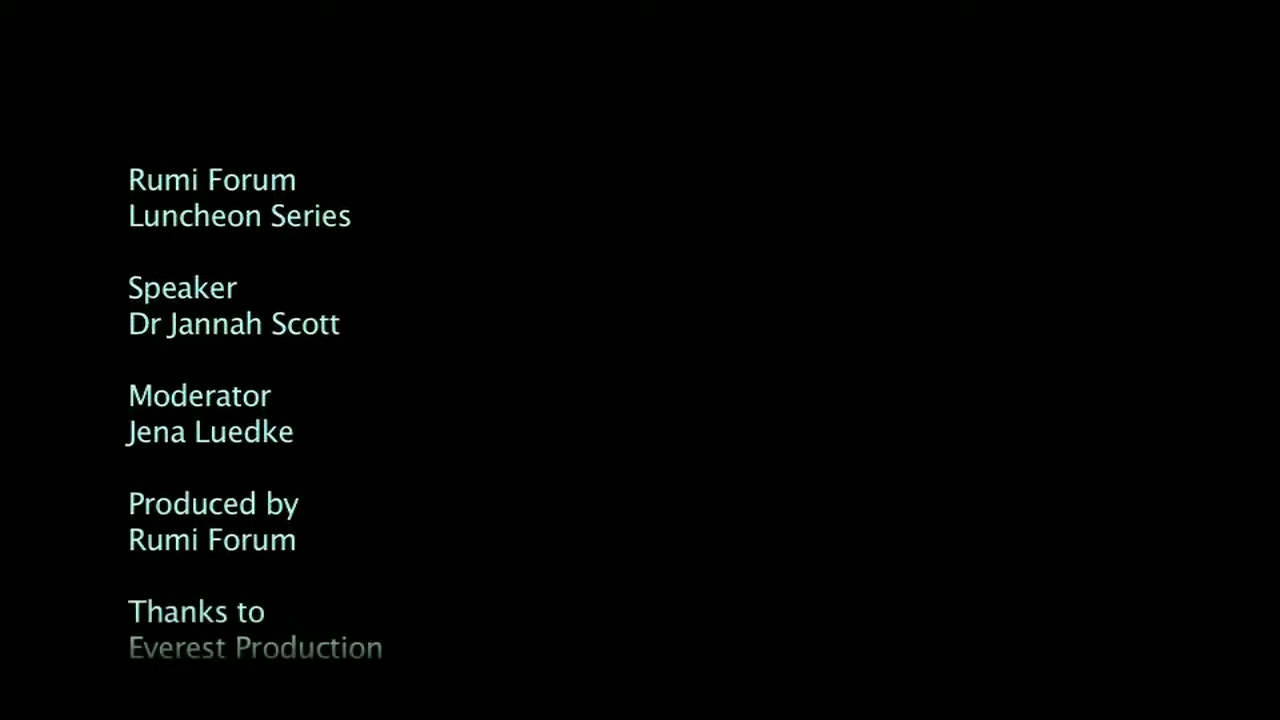 Rumi Forum
Luncheon Series
Speaker
Dr Jannah Scott
Moderator
Jena Luedke
Produced by
Rumi Forum
Thanks to
Everest Production